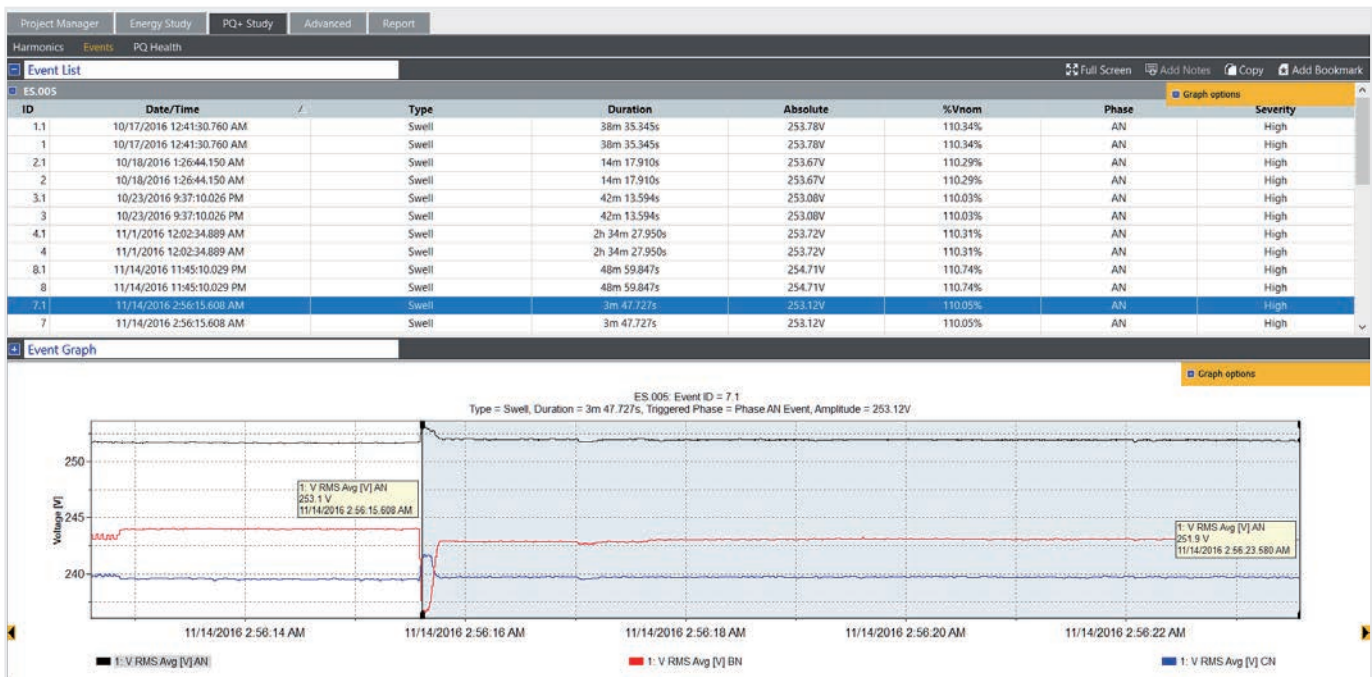 Project Manager Energy Study PQ+ Study Advanced Report
Harmonics Events PQ Health
Event List Full Screen Add Notes Copy Add Bookmark
ES.005 Graph options
ID Date/Time Type Duration Absolute %Vnom Phase Severity
1.1 10/17/2016 12:41:30.760 AM Swell 38m 35.345s 253.78V 110.34% AN High
1 10/17/2016 12:41:30.760 AM Swell 38m 35.345s 253.78V 110.34% AN High
2.1 10/18/2016 1:26:44.150 AM Swell 14m 17.910s 253.67V 110.29% AN High
2 10/18/2016 1:26:44.150 AM Swell 14m 17.910s 253.67V 110.29% AN High
3.1 10/23/2016 9:37:10.026 PM Swell 42m 13.594s 253.08V 110.03% AN High
3 10/23/2016 9:37:10.026 PM Swell 42m 13.594s 253.08V 110.03% AN High
4.1 11/1/2016 12:02:34.889 AM Swell 2h 34m 27.950s 253.72V 110.31% AN High
4 11/1/2016 12:02:34.889 AM Swell 2h 34m 27.950s 253.72V 110.31% AN High
8.1 11/14/2016 11:45:10.029 PM Swell 48m 59.847s 254.71V 110.74% AN High
8 11/14/2016 11:45:10.029 PM Swell 48m 59.847s 254.71V 110.74% AN High
7.1 11/14/2016 2:56:15.608 AM Swell 3m 47.727s 253.12V 110.05% AN High
7 11/14/2016 2:56:15.608 AM Swell 3m 47.727s 253.12V 110.05% AN High
Event Graph
Graph options
ES.005: Event ID = 7.1
Type = Swell, Duration = 3m 47.727s, Triggered Phase = Phase AN Event, Amplitude = 253.12V
Voltage [V]
250
245
240
1: V RMS Avg [V] AN
253.1 V
11/14/2016 2:56:15.608 AM
1: V RMS Avg [V] AN
251.9 V
11/14/2016 2:56:23.580 AM
11/14/2016 2:56:14 AM 11/14/2016 2:56:16 AM 11/14/2016 2:56:18 AM 11/14/2016 2:56:20 AM 11/14/2016 2:56:22 AM
1: V RMS Avg [V] AN 1: V RMS Avg [V] BN 1: V RMS Avg [V] CN